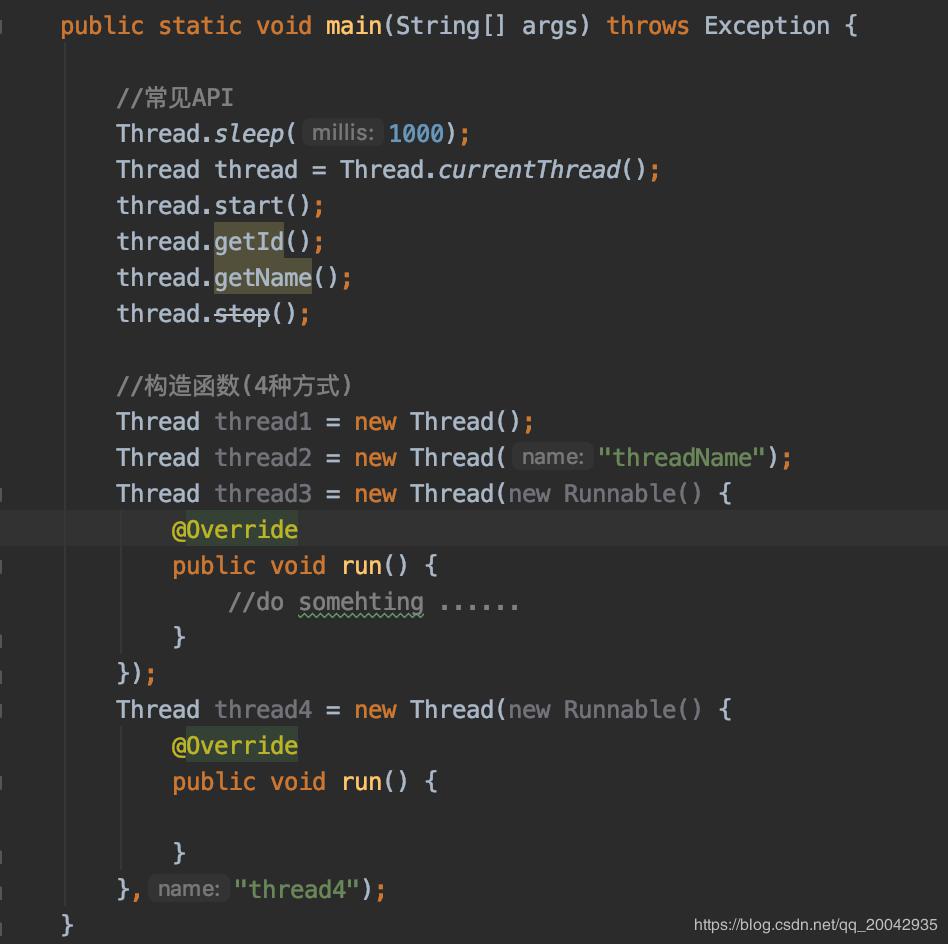 public static void main(String[] args) throws Exception {
//常见API
Thread.sleep( millis: 1000);
Thread thread = Thread.currentThread();
thread.start();
thread.getId();
thread.getName();
thread.stop();
//构造函数(4种方式)
Thread thread1 = new Thread();
Thread thread2 = new Thread( name: "threadName");
Thread thread3 = new Thread(new Runnable() {
@Override
public void run() {
//do somehting ......
}
});
Thread thread4 = new Thread(new Runnable() {
@Override
public void run() {
}
}, name: "thread4");
}
https://blog.csdn.net/qq_20042935